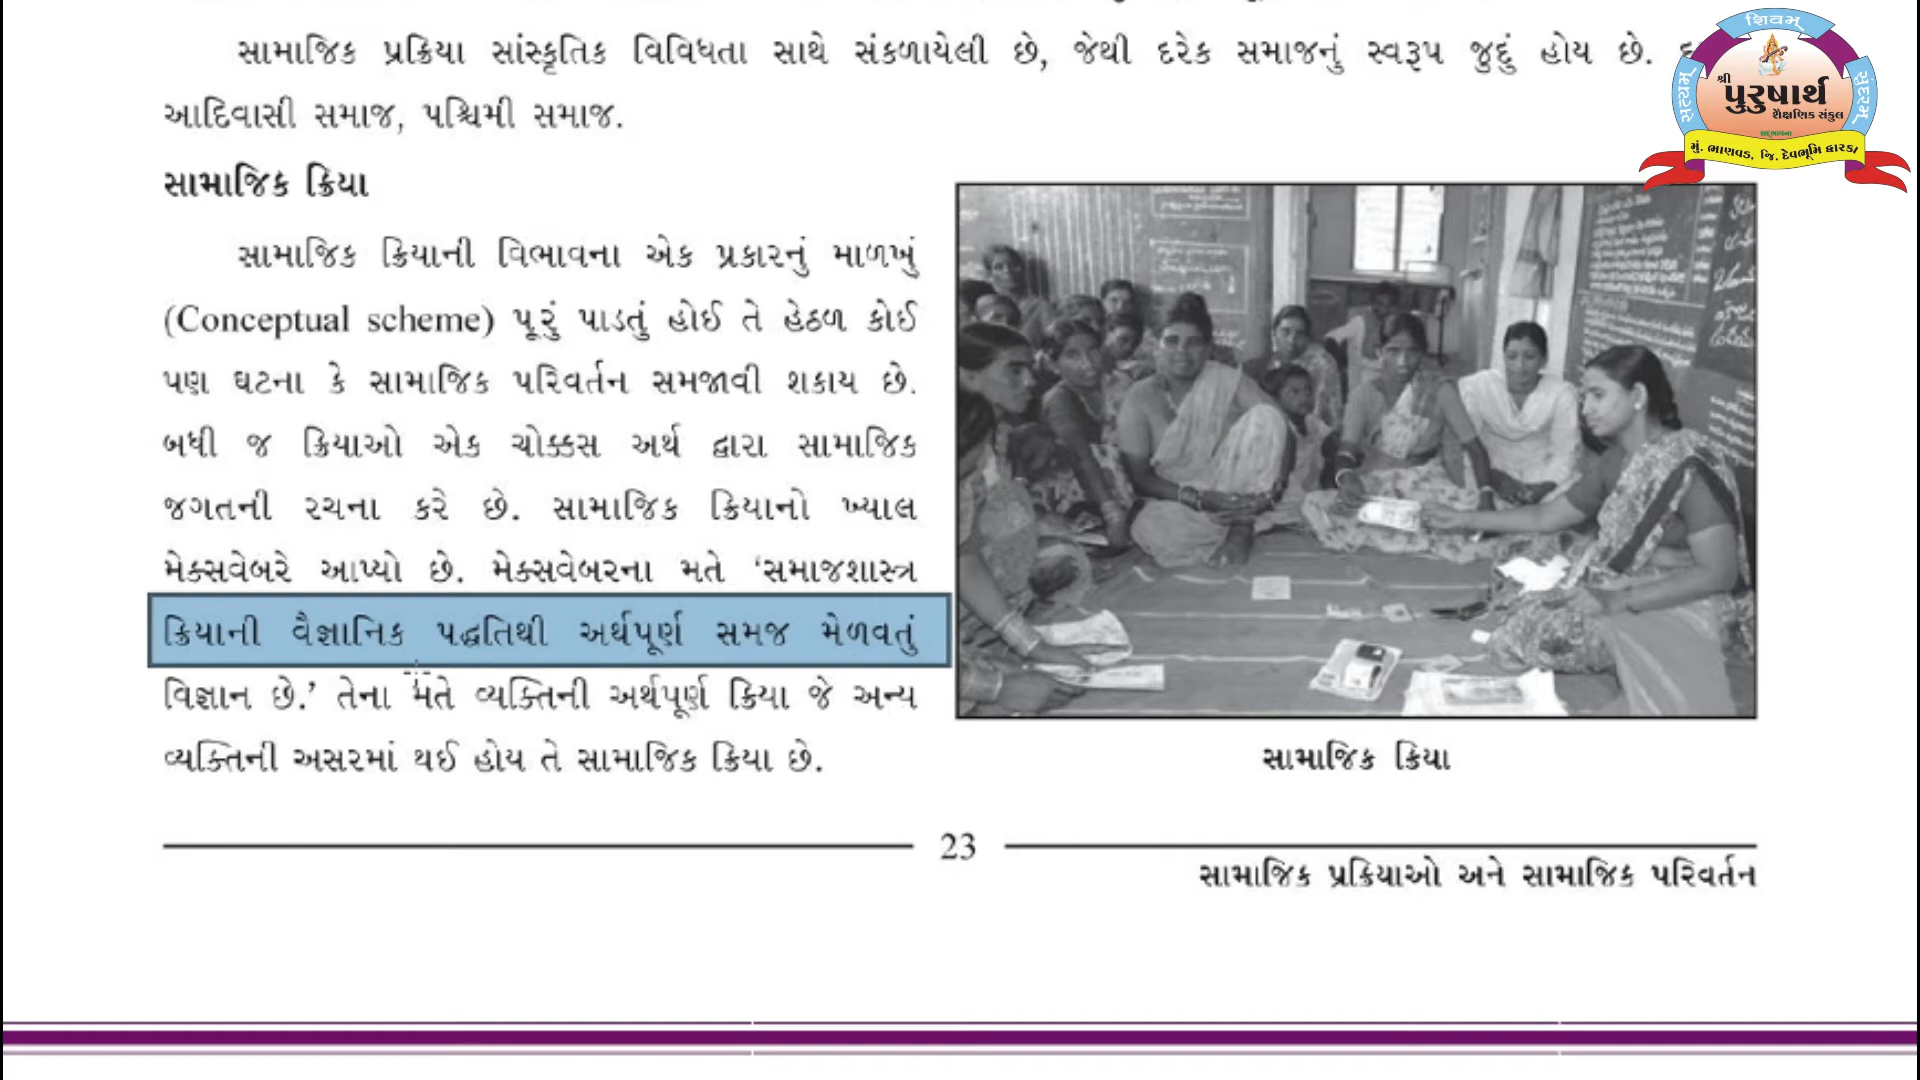 સામાજિક પ્રક્રિયા સાંસ્કૃતિક વિવિધતા સાથે સંકળાયેલી છે, જેથી દરેક સમાજનું સ્વરૂપ જુદું હોય છે.
આદિવાસી સમાજ, પશ્ચિમી સમાજ.
સામાજિક ક્રિયા
સામાજિક ક્રિયાની વિભાવના એક પ્રકારનું માળખું
(Conceptual scheme) પૂરું પાડતું હોઈ તે હેઠળ કોઈ
પણ ઘટના કે સામાજિક પરિવર્તન સમજાવી શકાય છે.
બધી જ ક્રિયાઓ એક ચોક્કસ અર્થ દ્વારા સામાજિક
જગતની રચના કરે છે. સામાજિક ક્રિયાનો ખ્યાલ
મેક્સવેબરે આપ્યો છે. મેક્સવેબરના મતે ‘સમાજશાસ્ત્ર
ક્રિયાની વૈજ્ઞાનિક પદ્ધતિથી અર્થપૂર્ણ સમજ મેળવતું
વિજ્ઞાન છે.’ તેના મતે વ્યક્તિની અર્થપૂર્ણ ક્રિયા જે અન્ય
વ્યક્તિની અસરમાં થઈ હોય તે સામાજિક ક્રિયા છે.
સામાજિક ક્રિયા
23
સામાજિક પ્રક્રિયાઓ અને સામાજિક પરિવર્તન
શિવમ્
સત્યમ્
સુંદરમ્
શ્રી
પુરુષાર્થ
શૈક્ષણિક સંકુલ
સદ્ભાવના
મું. ભાણવડ, જિ. દેવભૂમિ દ્વારકા